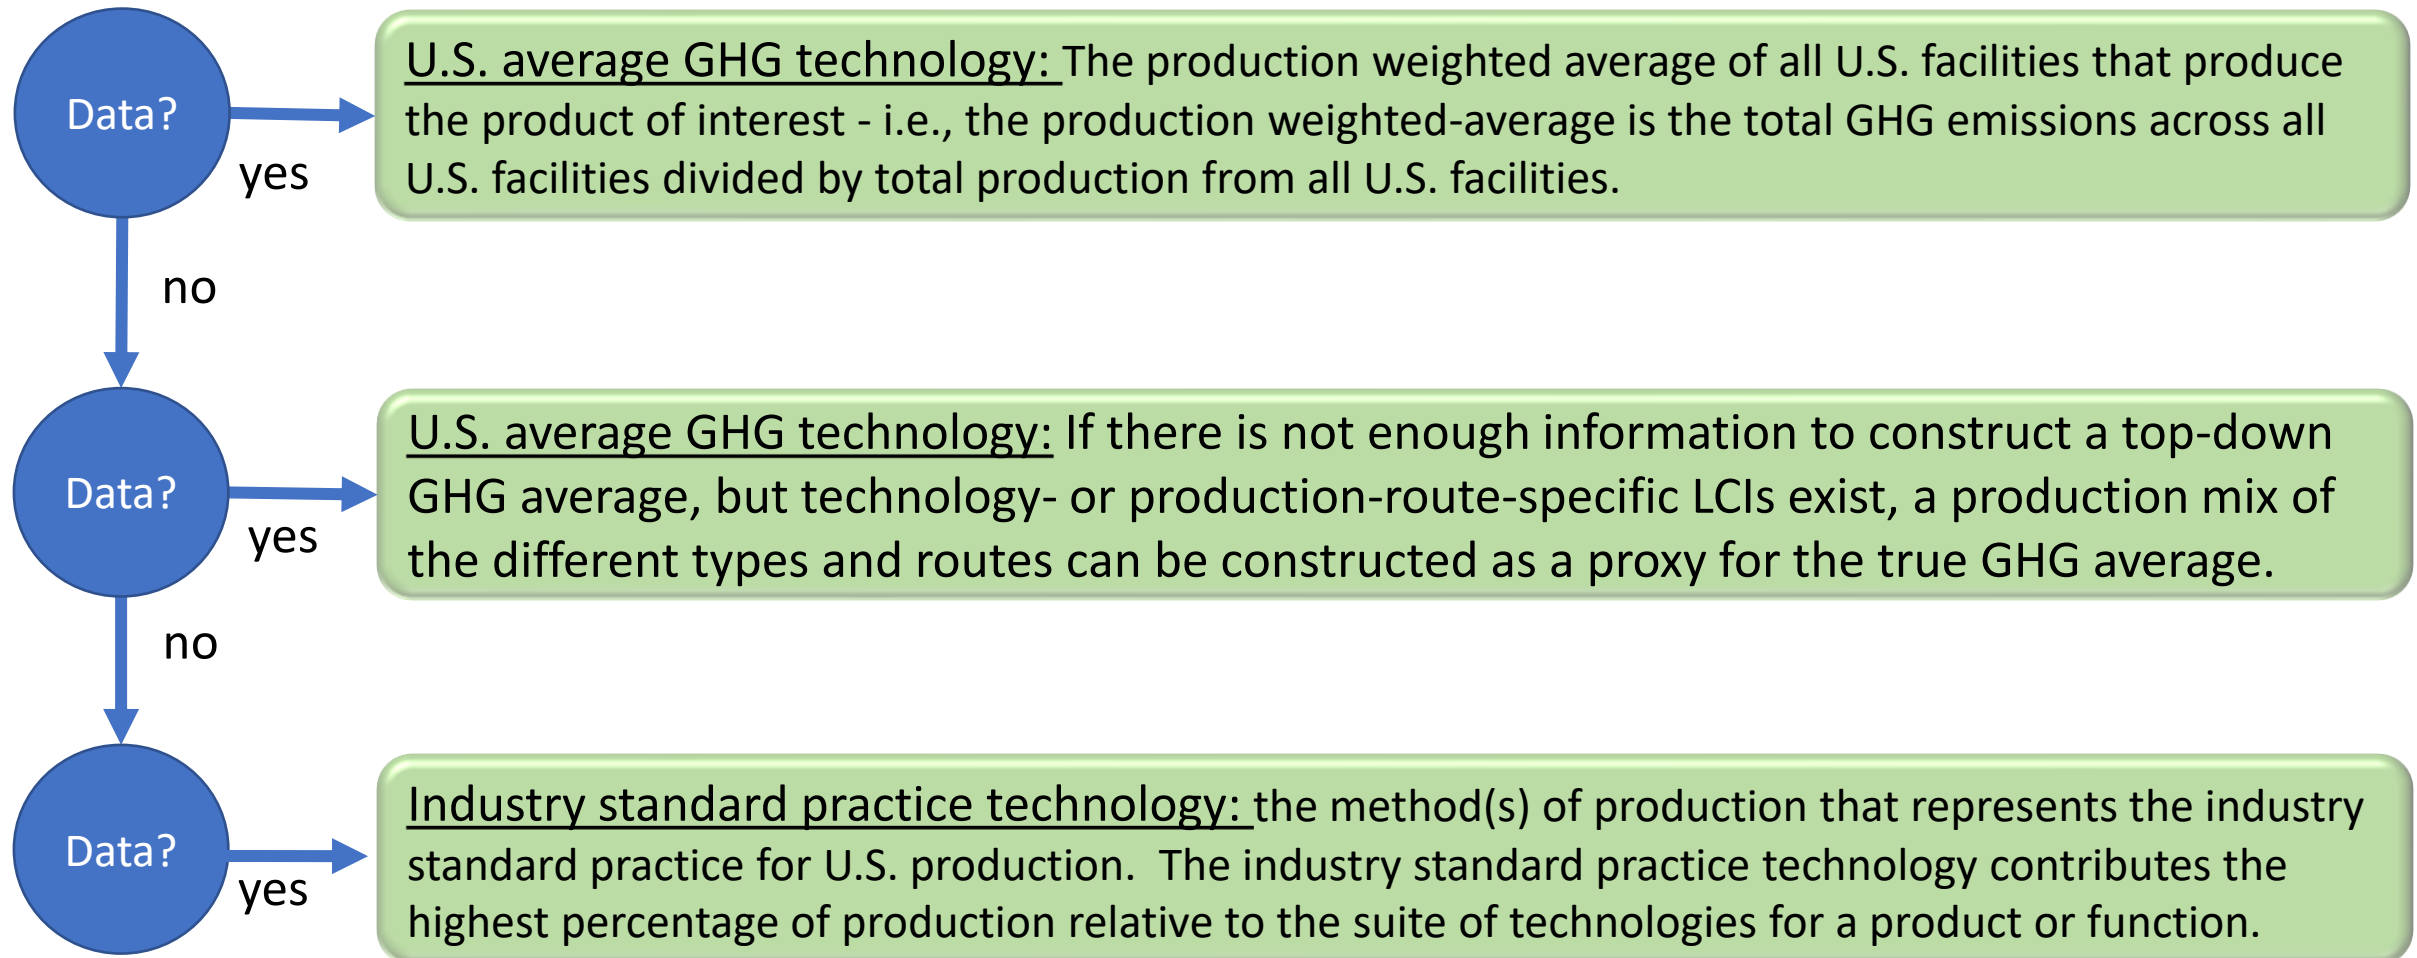 Data?
yes
U.S. average GHG technology: The production weighted average of all U.S. facilities that produce
the product of interest - i.e., the production weighted-average is the total GHG emissions across all
U.S. facilities divided by total production from all U.S. facilities.
no
Data?
yes
U.S. average GHG technology: If there is not enough information to construct a top-down
GHG average, but technology- or production-route-specific LCIs exist, a production mix of
the different types and routes can be constructed as a proxy for the true GHG average.
no
Data?
yes
Industry standard practice technology: the method(s) of production that represents the industry
standard practice for U.S. production.  The industry standard practice technology contributes the
highest percentage of production relative to the suite of technologies for a product or function.